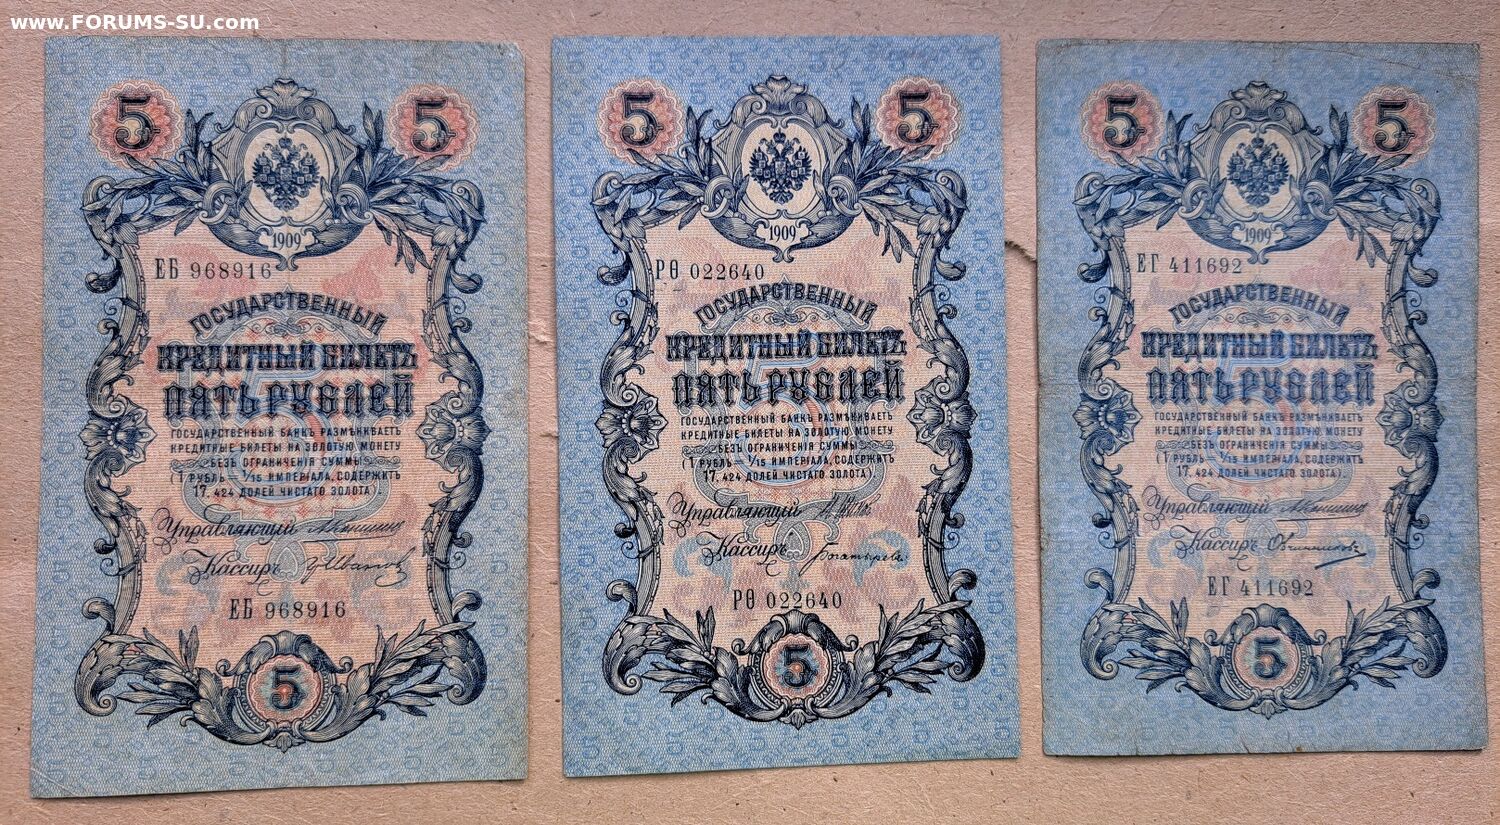 www.FORUMS-SU.com
5 5
1909
ЕБ 968916
ГОСУДАРСТВЕННЫЙ
КРЕДИТНЫЙ БИЛЕТЪ
ПЯТЬ РУБЛЕЙ
ГОСУДАРСТВЕННЫЙ БАНКЪ РАЗМѢНИВАЕТЪ
КРЕДИТНЫЕ БИЛЕТЫ НА ЗОЛОТУЮ МОНЕТУ
БЕЗЪ ОГРАНИЧЕНІЯ СУММЫ
(1 РУБЛЬ = 1/15 ИМПЕРІАЛА, СОДЕРЖИТЪ
17, 424 ДОЛЕЙ ЧИСТАГО ЗОЛОТА).
Управляющій
Кассиръ ГрИвановъ
ЕБ 968916
5
5 5
1909
РѲ 022640
ГОСУДАРСТВЕННЫЙ
КРЕДИТНЫЙ БИЛЕТЪ
ПЯТЬ РУБЛЕЙ
ГОСУДАРСТВЕННЫЙ БАНКЪ РАЗМѢНИВАЕТЪ
КРЕДИТНЫЕ БИЛЕТЫ НА ЗОЛОТУЮ МОНЕТУ
БЕЗЪ ОГРАНИЧЕНІЯ СУММЫ
(1 РУБЛЬ = 1/15 ИМПЕРІАЛА, СОДЕРЖИТЪ
17, 424 ДОЛЕЙ ЧИСТАГО ЗОЛОТА).
Управляющій
Кассиръ Богатыревъ
РѲ 022640
5
5 5
1909
ЕГ 411692
ГОСУДАРСТВЕННЫЙ
КРЕДИТНЫЙ БИЛЕТЪ
ПЯТЬ РУБЛЕЙ
ГОСУДАРСТВЕННЫЙ БАНКЪ РАЗМѢНИВАЕТЪ
КРЕДИТНЫЕ БИЛЕТЫ НА ЗОЛОТУЮ МОНЕТУ
БЕЗЪ ОГРАНИЧЕНІЯ СУММЫ
(1 РУБЛЬ = 1/15 ИМПЕРІАЛА, СОДЕРЖИТЪ
17, 424 ДОЛЕЙ ЧИСТАГО ЗОЛОТА).
Управляющій
Кассиръ Овчинниковъ
ЕГ 411692
5